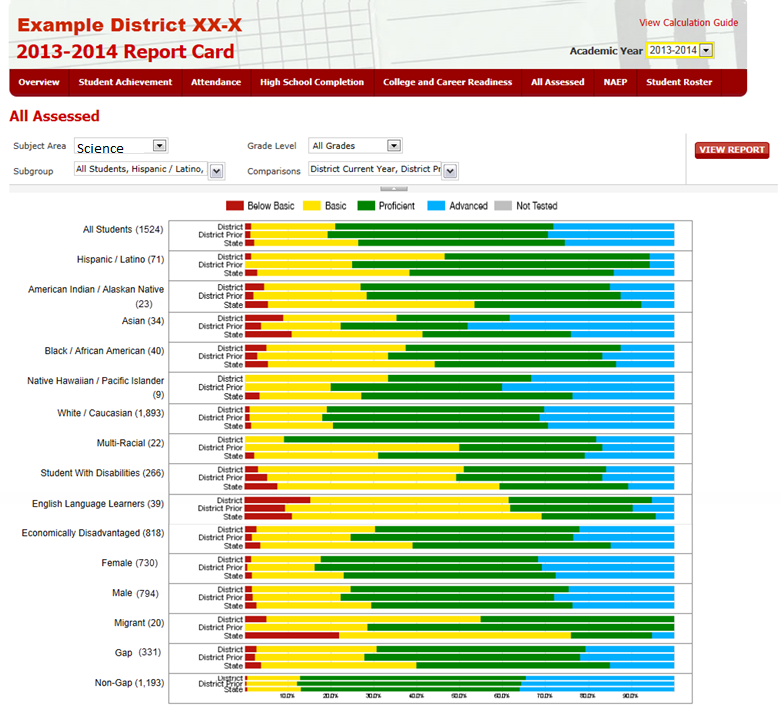 Example District XX-X
View Calculation Guide
2013-2014 Report Card
Academic Year 2013-2014
Overview Student Achievement Attendance High School Completion College and Career Readiness All Assessed NAEP Student Roster
All Assessed
Subject Area Science Grade Level All Grades
VIEW REPORT
Subgroup All Students, Hispanic / Latino, Comparisons District Current Year, District Pr
Below Basic Basic Proficient Advanced Not Tested
All Students (1524)
District
District Prior
State
Hispanic / Latino (71)
District
District Prior
State
American Indian / Alaskan Native
(23)
District
District Prior
State
Asian (34)
District
District Prior
State
Black / African American (40)
District
District Prior
State
Native Hawaiian / Pacific Islander
(9)
District
District Prior
State
White / Caucasian (1,893)
District
District Prior
State
Multi-Racial (22)
District
District Prior
State
Student With Disabilities (266)
District
District Prior
State
English Language Learners (39)
District
District Prior
State
Economically Disadvantaged (818)
District
District Prior
State
Female (730)
District
District Prior
State
Male (794)
District
District Prior
State
Migrant (20)
District
District Prior
State
Gap (331)
District
District Prior
State
Non-Gap (1,193)
District
District Prior
State
10.0% 20.0% 30.0% 40.0% 50.0% 60.0% 70.0% 80.0% 90.0%